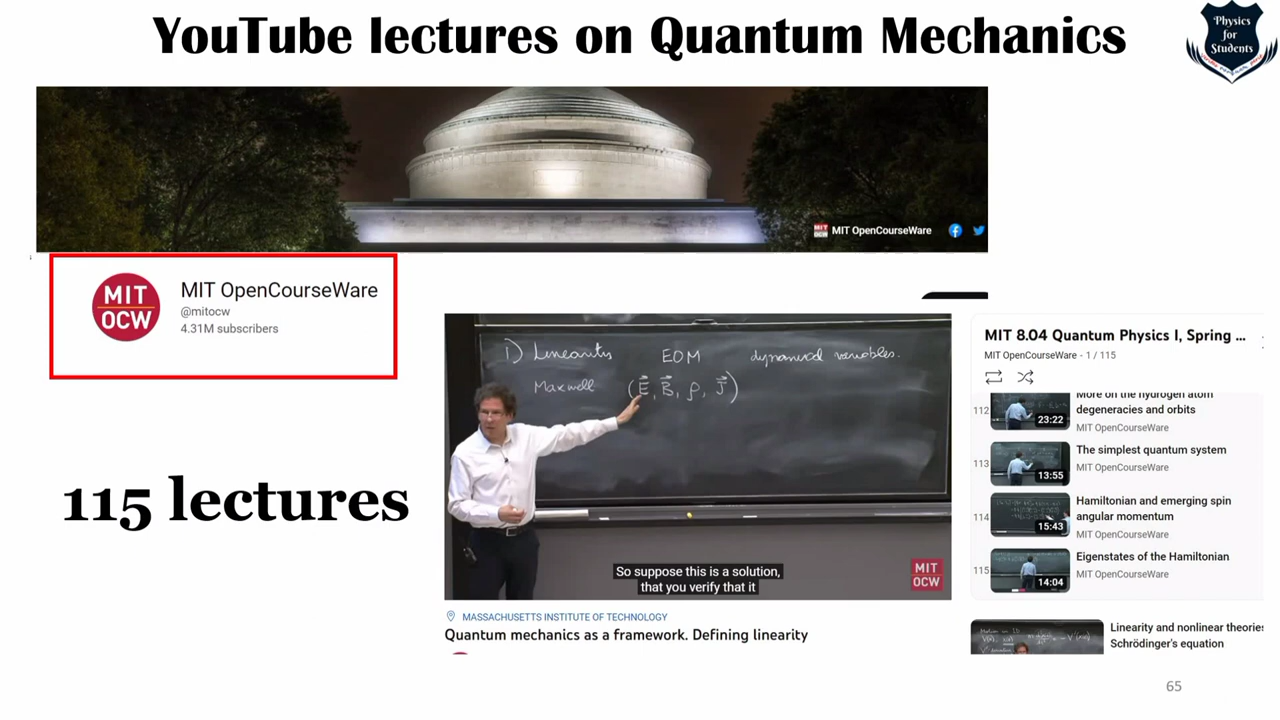 YouTube lectures on Quantum Mechanics
Physics
for
Students
MIT OCW
MIT OpenCourseWare
MIT
OCW
MIT OpenCourseWare
@mitocw
4.31M subscribers
115 lectures
1) Linearity EOM dynamical variables.
Maxwell (E, B, ρ, J)
So suppose this is a solution,
that you verify that it
MIT
OCW
MASSACHUSETTS INSTITUTE OF TECHNOLOGY
Quantum mechanics as a framework. Defining linearity
MIT 8.04 Quantum Physics I, Spring ...
MIT OpenCourseWare - 1 / 115
112
23:22
More on the hydrogen atom
degeneracies and orbits
MIT OpenCourseWare
113
13:55
The simplest quantum system
MIT OpenCourseWare
114
15:43
Hamiltonian and emerging spin
angular momentum
MIT OpenCourseWare
115
14:04
Eigenstates of the Hamiltonian
MIT OpenCourseWare
Linearity and nonlinear theories
Schrödinger's equation
65